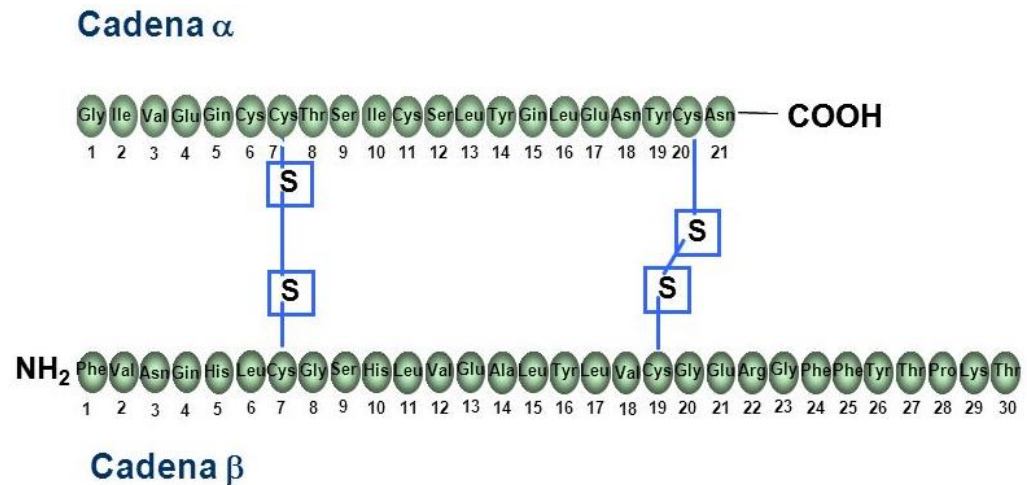 Cadena α
Gly Ile Val Glu Gin Cys Cys Thr Ser Ile Cys Ser Leu Tyr Gin Leu Glu Asn Tyr Cys Asn COOH
1 2 3 4 5 6 7 8 9 10 11 12 13 14 15 16 17 18 19 20 21
S
S
S
S
NH₂ Phe Val Asn Gin His Leu Cys Gly Ser His Leu Val Glu Ala Leu Tyr Leu Val Cys Gly Glu Arg Gly Phe Phe Tyr Thr Pro Lys Thr
1 2 3 4 5 6 7 8 9 10 11 12 13 14 15 16 17 18 19 20 21 22 23 24 25 26 27 28 29 30
Cadena β